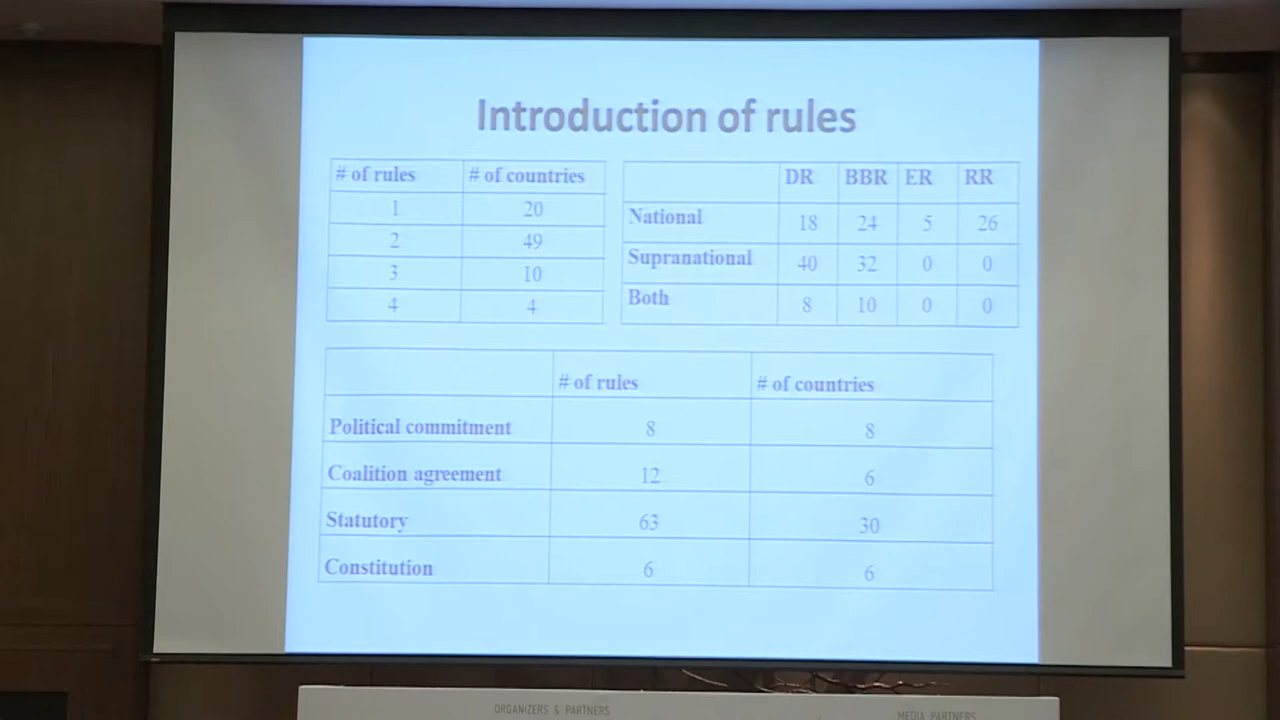 Introduction of rules
# of rules # of countries
1 20
2 49
3 10
4 4
DR BBR ER RR
National 18 24 5 26
Supranational 40 32 0 0
Both 8 10 0 0
# of rules # of countries
Political commitment 8 8
Coalition agreement 12 6
Statutory 63 30
Constitution 6 6
ORGANIZERS & PARTNERS
MEDIA PARTNERS